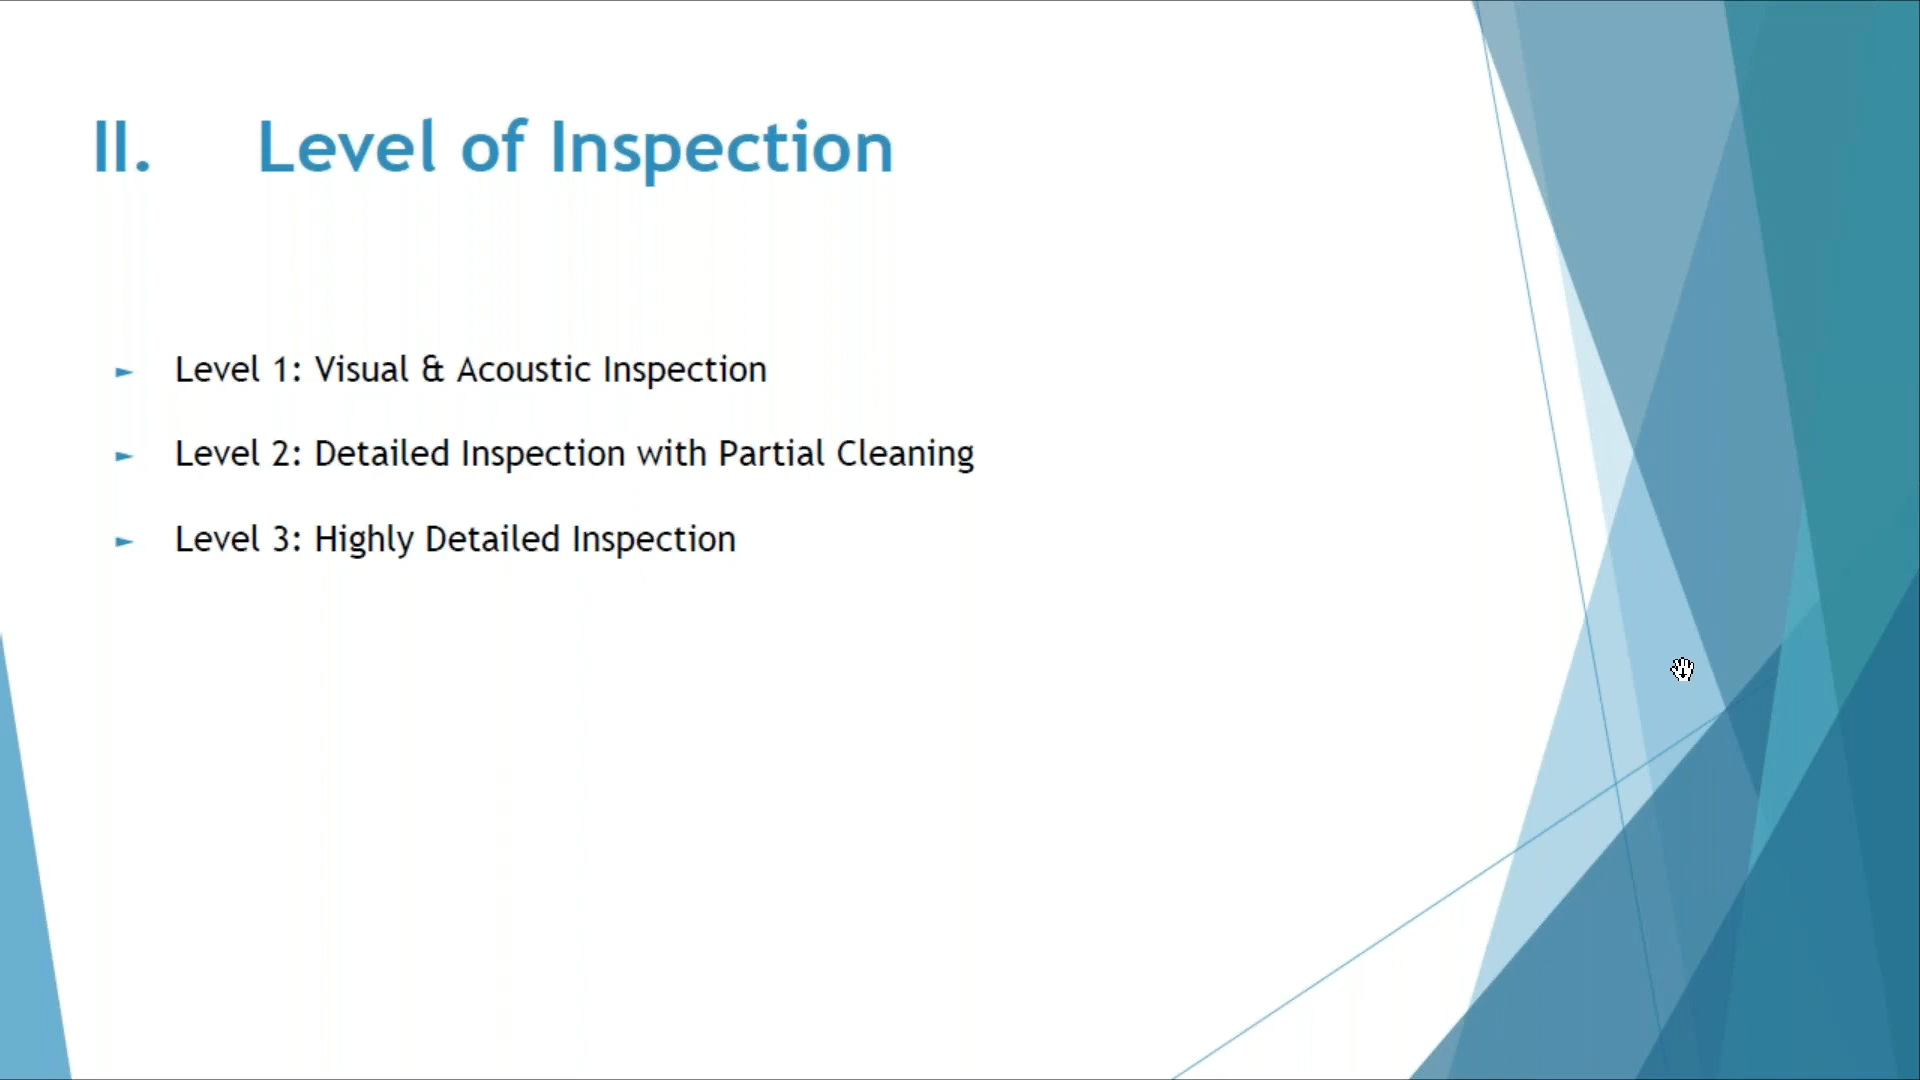 II. Level of Inspection
► Level 1: Visual & Acoustic Inspection
► Level 2: Detailed Inspection with Partial Cleaning
► Level 3: Highly Detailed Inspection